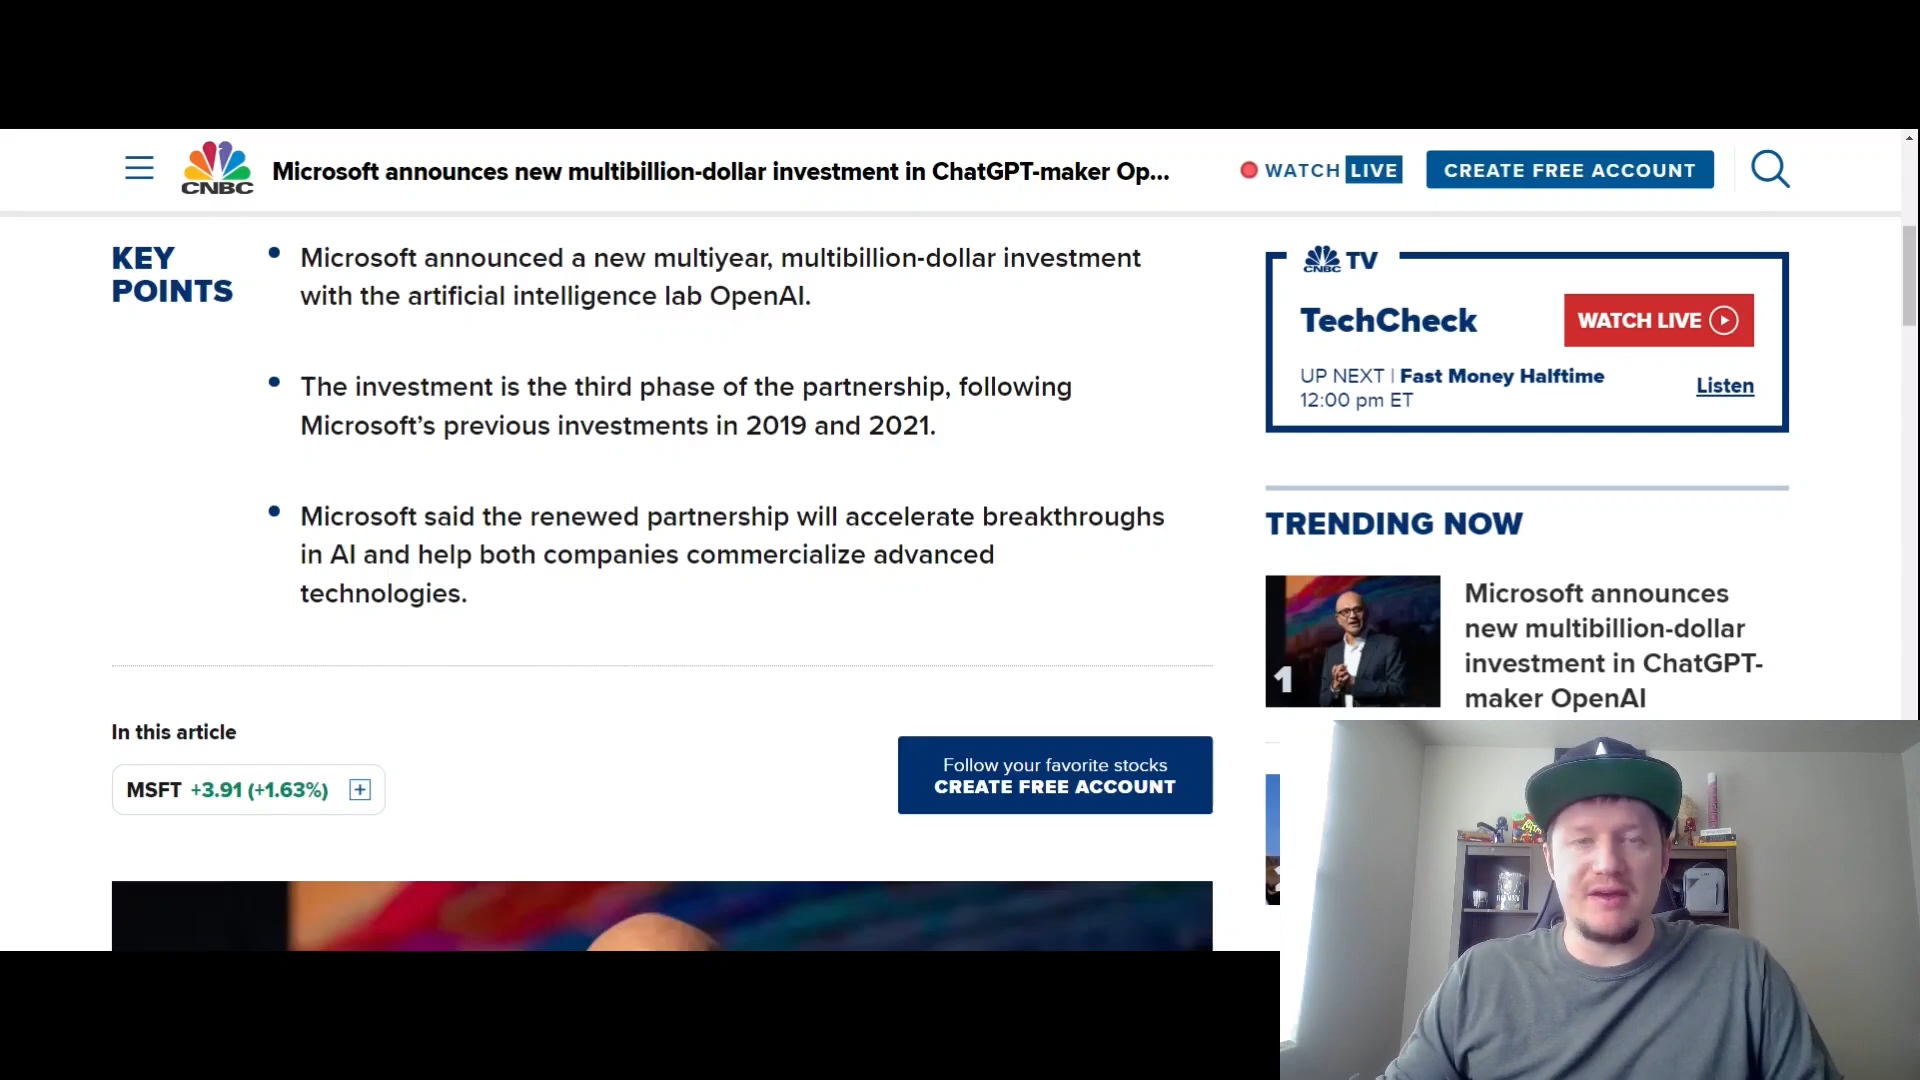 CNBC
Microsoft announces new multibillion-dollar investment in ChatGPT-maker Op...
WATCH LIVE
CREATE FREE ACCOUNT
KEY
POINTS
Microsoft announced a new multiyear, multibillion-dollar investment
with the artificial intelligence lab OpenAI.
The investment is the third phase of the partnership, following
Microsoft’s previous investments in 2019 and 2021.
Microsoft said the renewed partnership will accelerate breakthroughs
in AI and help both companies commercialize advanced
technologies.
In this article
MSFT +3.91 (+1.63%)
Follow your favorite stocks
CREATE FREE ACCOUNT
CNBC TV
TechCheck
WATCH LIVE
UP NEXT | Fast Money Halftime
12:00 pm ET
Listen
TRENDING NOW
1
Microsoft announces
new multibillion-dollar
investment in ChatGPT-
maker OpenAI